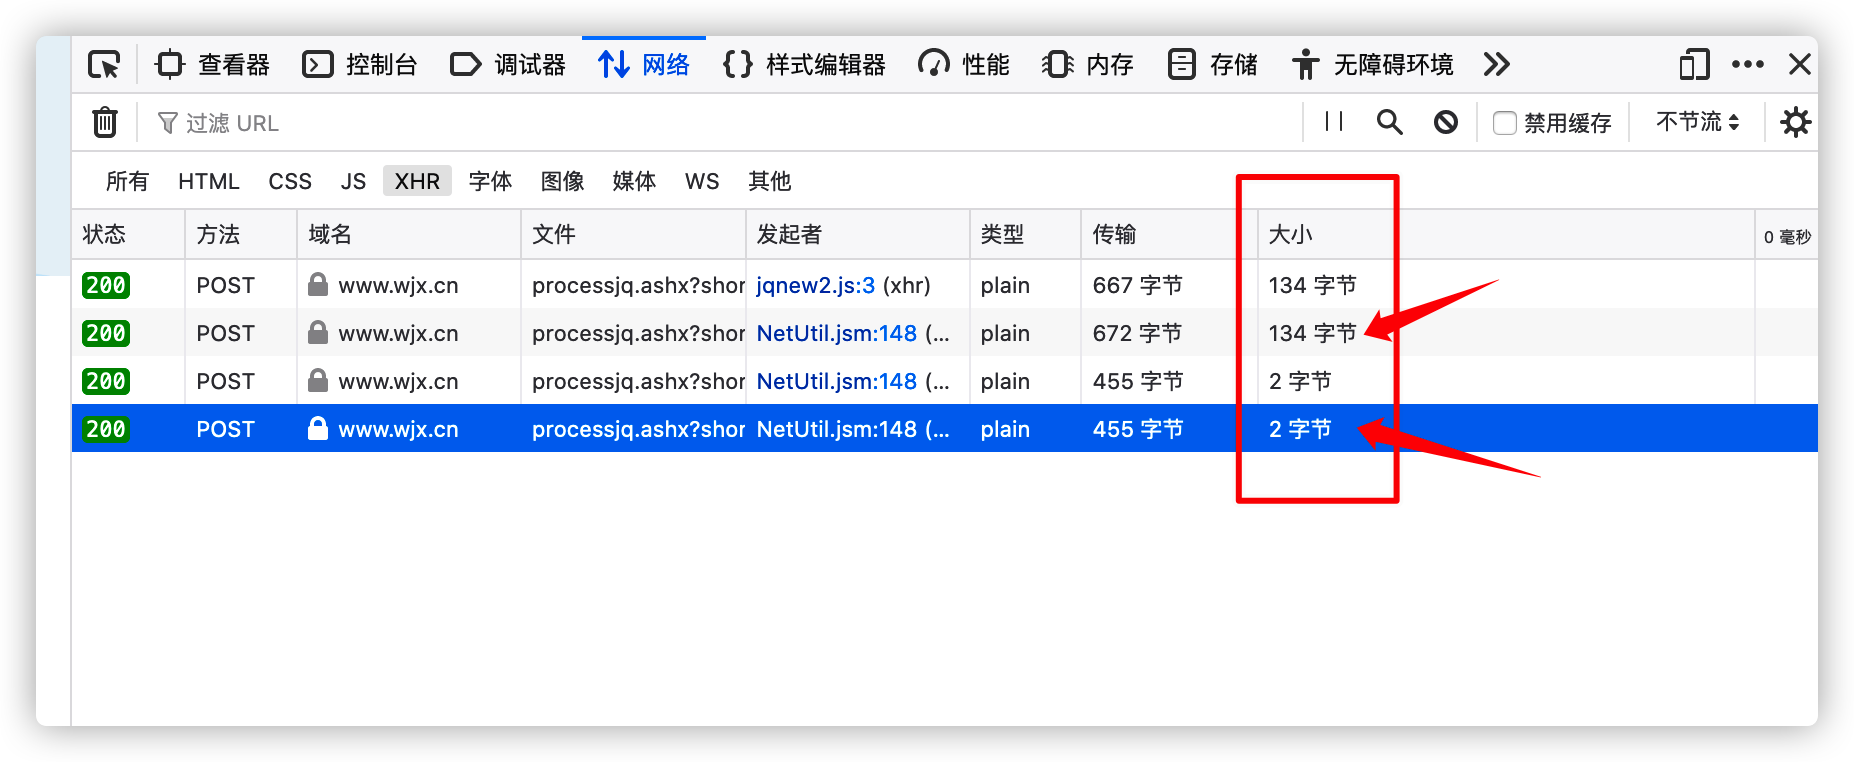 查看器 控制台 调试器 网络 样式编辑器 性能 内存 存储 无障碍环境
过滤 URL 禁用缓存 不节流
所有 HTML CSS JS XHR 字体 图像 媒体 WS 其他
状态 方法 域名 文件 发起者 类型 传输 大小 0 毫秒
200 POST www.wjx.cn processjq.ashx?shor jqnew2.js:3 (xhr) plain 667 字节 134 字节
200 POST www.wjx.cn processjq.ashx?shor NetUtil.jsm:148 (... plain 672 字节 134 字节
200 POST www.wjx.cn processjq.ashx?shor NetUtil.jsm:148 (... plain 455 字节 2 字节
200 POST www.wjx.cn processjq.ashx?shor NetUtil.jsm:148 (... plain 455 字节 2 字节